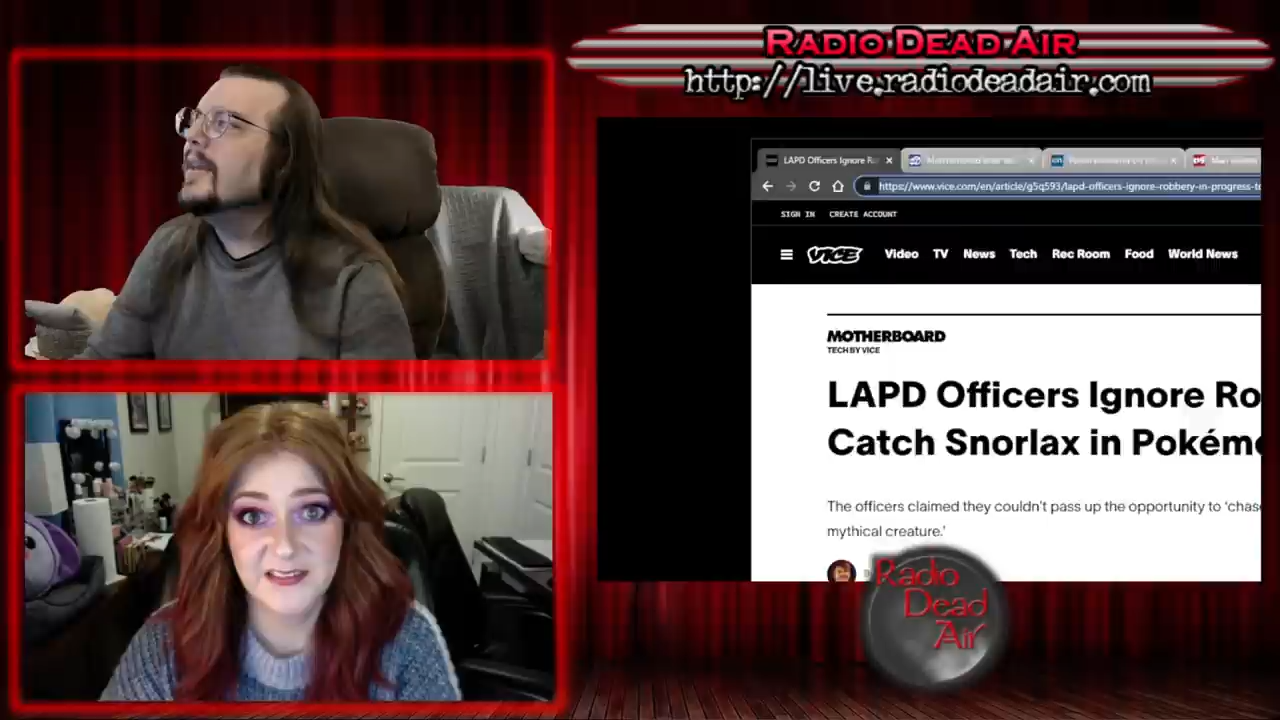 RADIO DEAD AIR
http://live.radiodeadair.com
LAPD Officers Ignore Ro
https://www.vice.com/en/article/g5q593/lapd-officers-ignore-robbery-in-progress-to
SIGN IN CREATE ACCOUNT
VICE Video TV News Tech Rec Room Food World News
MOTHERBOARD
TECH BY VICE
LAPD Officers Ignore Ro
Catch Snorlax in Pokémo
The officers claimed they couldn't pass up the opportunity to 'chas
mythical creature.'
Radio
Dead
Air